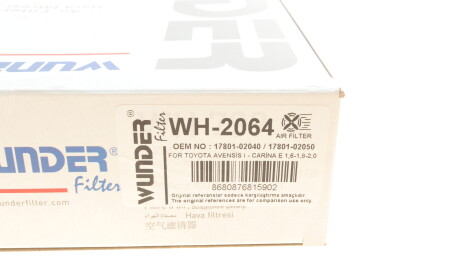 WUNDER
WUNDER
Filter
wunderfilter.com
WUNDER
Filter
WH-2064
AIR FILTER
OEM NO : 17801-02040 / 17801-02050
FOR TOYOTA AVENSIS I - CARINA E 1,6-1,8-2,0
8680876815902
Orijinal referanslar sadece karşılaştırma amaçlıdır.
The original references are for comparison use only.
Hava filtresi
空气滤清器